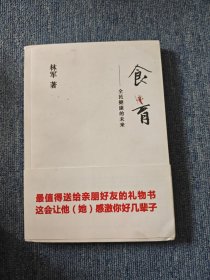 食育
——全民健康的未来
林军 著
最值得送给亲朋好友的礼物书
这会让他（她）感激你好几辈子